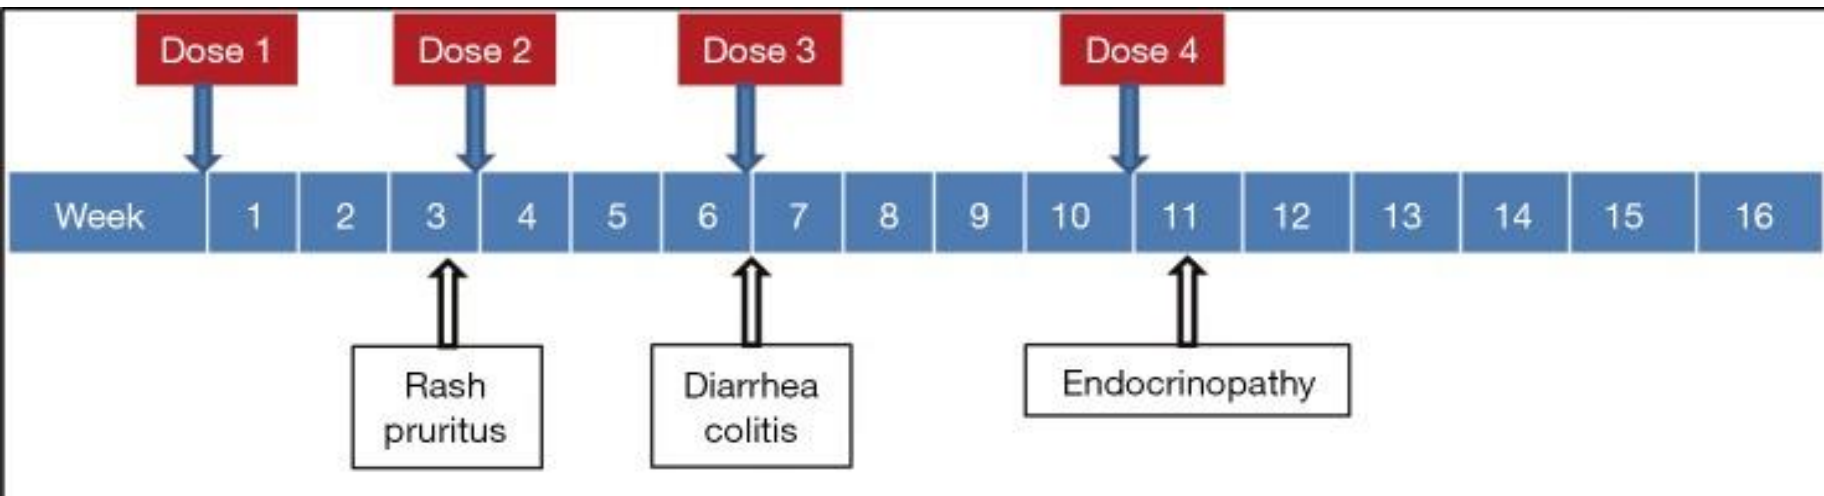 Dose 1 Dose 2 Dose 3 Dose 4
Week 1 2 3 4 5 6 7 8 9 10 11 12 13 14 15 16
Rash
pruritus
Diarrhea
colitis
Endocrinopathy